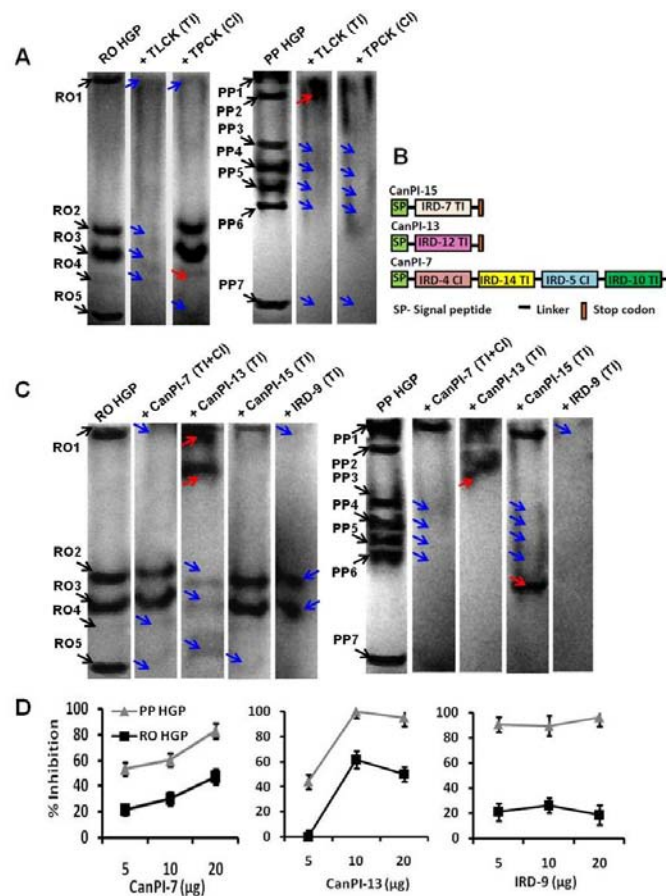 A
RO HGP
+ TLCK (TI)
+ TPCK (CI)
RO1
RO2
RO3
RO4
RO5
PP HGP
+ TLCK (TI)
+ TPCK (CI)
PP1
PP2
PP3
PP4
PP5
PP6
PP7
B
CanPI-15
SP IRD-7 TI
CanPI-13
SP IRD-12 TI
CanPI-7
SP IRD-4 CI IRD-14 TI IRD-5 CI IRD-10 TI
SP- Signal peptide Linker Stop codon
C
RO HGP
+ CanPI-7 (TI+CI)
+ CanPI-13 (TI)
+ CanPI-15 (TI)
+ IRD-9 (TI)
RO1
RO2
RO3
RO4
RO5
PP HGP
+ CanPI-7 (TI+CI)
+ CanPI-13 (TI)
+ CanPI-15 (TI)
+ IRD-9 (TI)
PP1
PP2
PP3
PP4
PP5
PP6
PP7
D
% Inhibition
100
80
60
40
20
0
PP HGP
RO HGP
5 10 20
CanPI-7 (µg)
100
80
60
40
20
0
5 10 20
CanPI-13 (µg)
100
80
60
40
20
0
5 10 20
IRD-9 (µg)